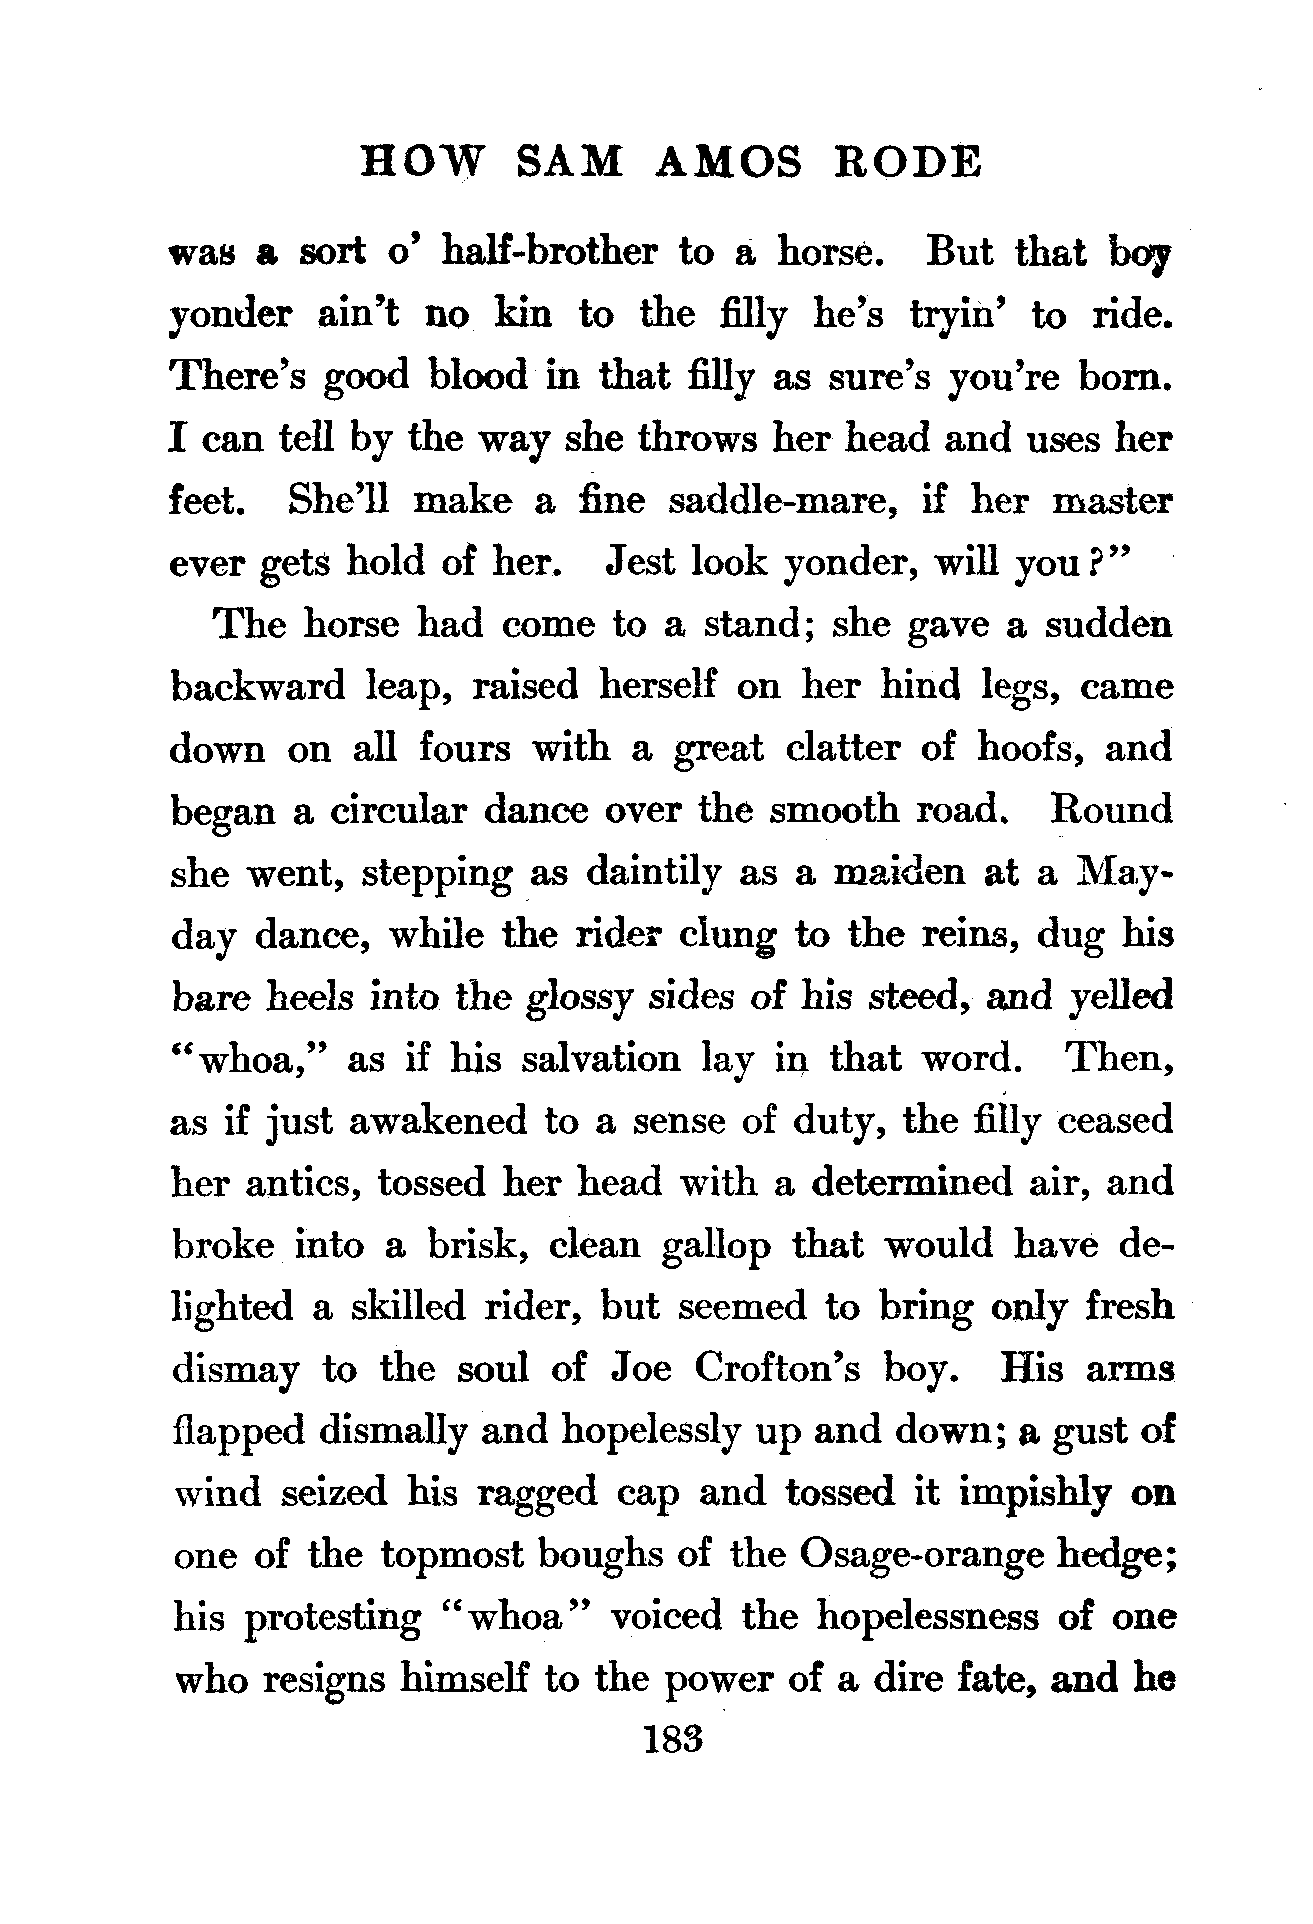 HOW SAM AMOS RODE
was a sort o' half-brother to a horse. But that boy
yonder ain't no kin to the filly he's tryin' to ride.
There's good blood in that filly as sure's you're born.
I can tell by the way she throws her head and uses her
feet. She'll make a fine saddle-mare, if her master
ever gets hold of her. Jest look yonder, will you?"
The horse had come to a stand; she gave a sudden
backward leap, raised herself on her hind legs, came
down on all fours with a great clatter of hoofs, and
began a circular dance over the smooth road. Round
she went, stepping as daintily as a maiden at a May-
day dance, while the rider clung to the reins, dug his
bare heels into the glossy sides of his steed, and yelled
"whoa," as if his salvation lay in that word. Then,
as if just awakened to a sense of duty, the filly ceased
her antics, tossed her head with a determined air, and
broke into a brisk, clean gallop that would have de-
lighted a skilled rider, but seemed to bring only fresh
dismay to the soul of Joe Crofton's boy. His arms
flapped dismally and hopelessly up and down; a gust of
wind seized his ragged cap and tossed it impishly on
one of the topmost boughs of the Osage-orange hedge;
his protesting "whoa" voiced the hopelessness of one
who resigns himself to the power of a dire fate, and he
183